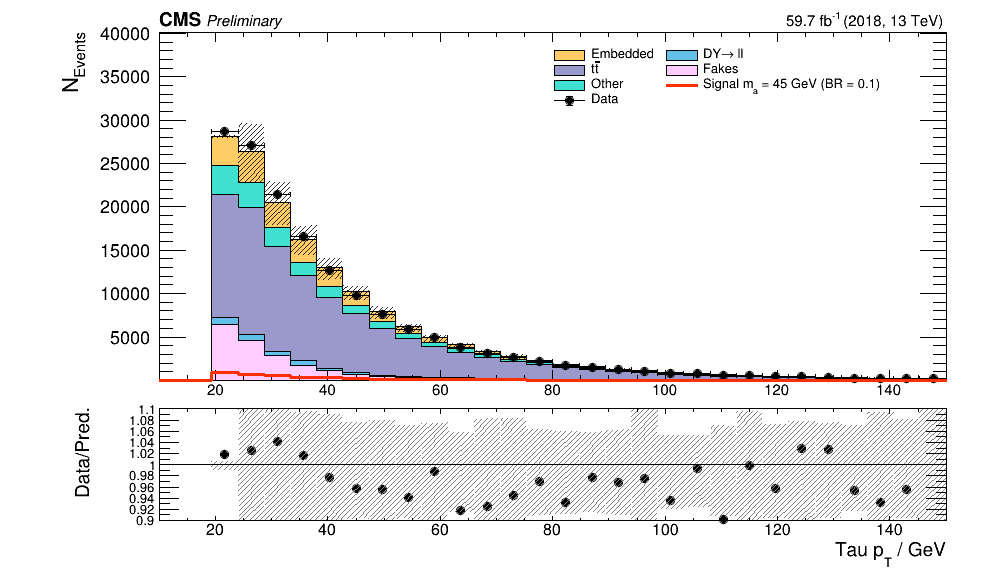 CMS Preliminary
59.7 fb⁻¹ (2018, 13 TeV)
N_Events
40000
35000
30000
25000
20000
15000
10000
5000
Embedded
tt̄
Other
Data
DY→ ll
Fakes
Signal m_a = 45 GeV (BR = 0.1)
20 40 60 80 100 120 140
Data/Pred.
1.1
1.08
1.06
1.04
1.02
1
0.98
0.96
0.94
0.92
0.9
20 40 60 80 100 120 140
Tau p_T / GeV